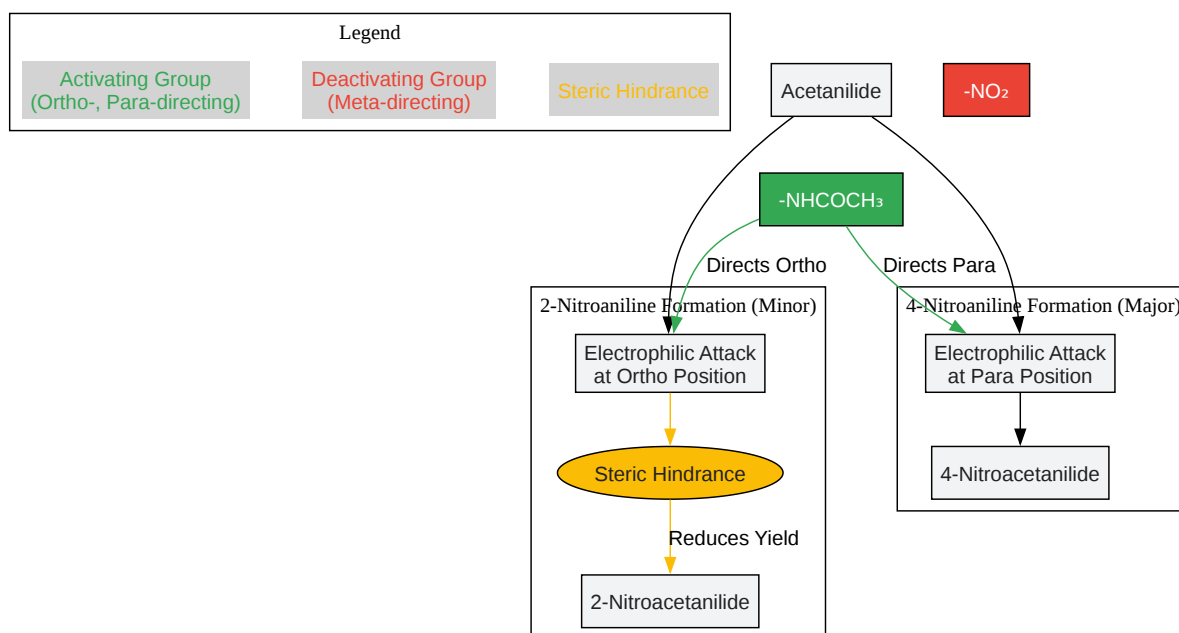 Legend
Activating Group
(Ortho-, Para-directing)
Deactivating Group
(Meta-directing)
Steric Hindrance
Acetanilide
-NO₂
-NHCOCH₃
Directs Ortho
Directs Para
2-Nitroaniline Formation (Minor)
4-Nitroaniline Formation (Major)
Electrophilic Attack
at Ortho Position
Electrophilic Attack
at Para Position
Steric Hindrance
4-Nitroacetanilide
Reduces Yield
2-Nitroacetanilide